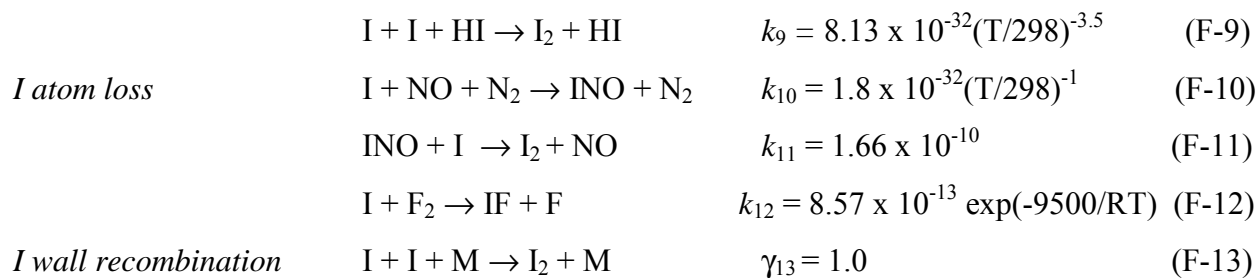 I + I + HI → I₂ + HI k₉ = 8.13 x 10⁻³²(T/298)⁻³·⁵ (F-9)
I atom loss I + NO + N₂ → INO + N₂ k₁₀ = 1.8 x 10⁻³²(T/298)⁻¹ (F-10)
INO + I → I₂ + NO k₁₁ = 1.66 x 10⁻¹⁰ (F-11)
I + F₂ → IF + F k₁₂ = 8.57 x 10⁻¹³ exp(-9500/RT) (F-12)
I wall recombination I + I + M → I₂ + M γ₁₃ = 1.0 (F-13)